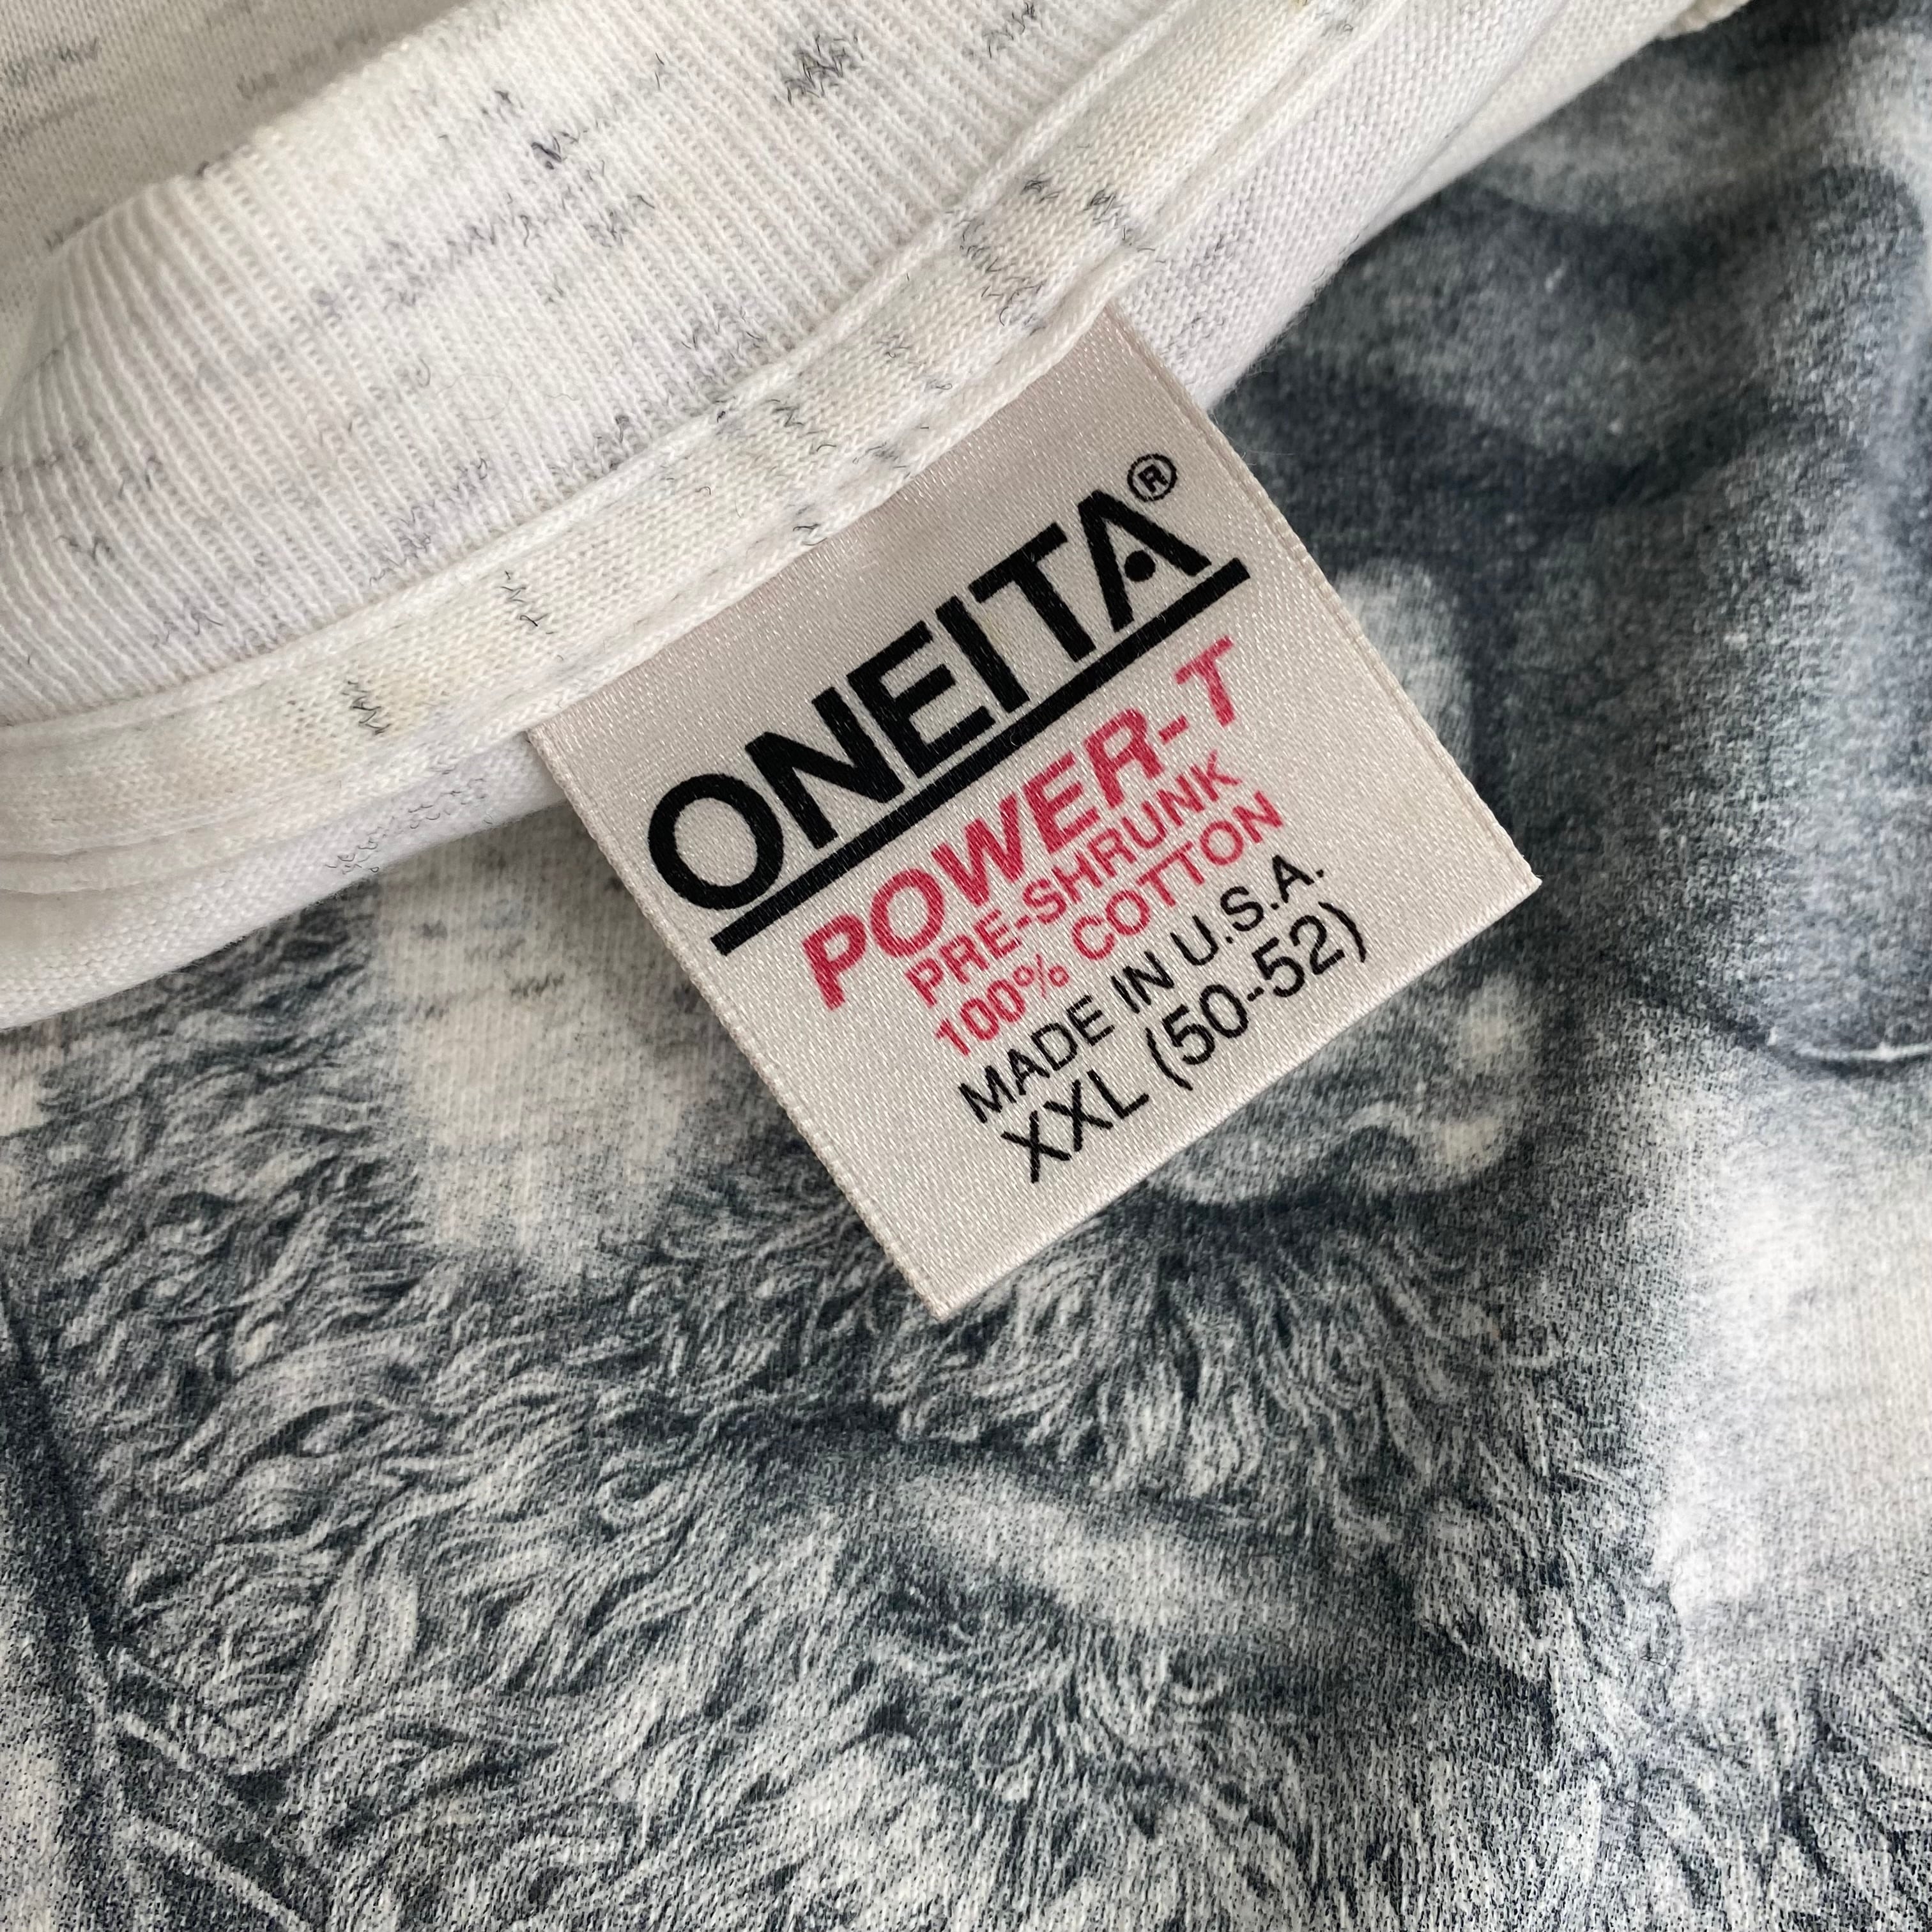 ONEITA®
POWER-T
PRE-SHRUNK
100% COTTON
MADE IN U.S.A.
XXL (50-52)